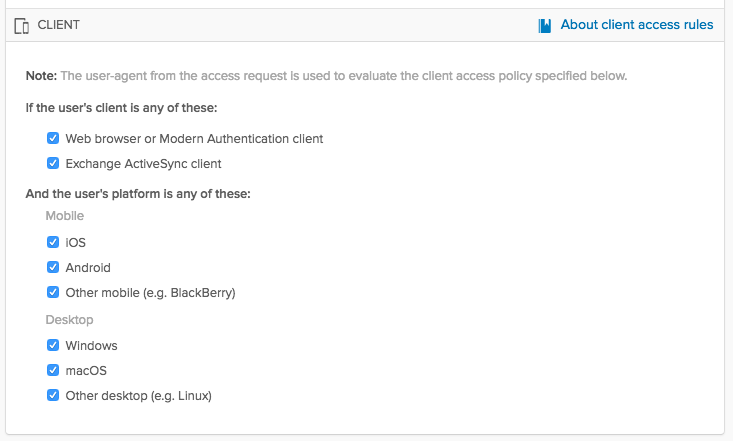 CLIENT About client access rules
Note: The user-agent from the access request is used to evaluate the client access policy specified below.
If the user's client is any of these:
Web browser or Modern Authentication client
Exchange ActiveSync client
And the user's platform is any of these:
Mobile
iOS
Android
Other mobile (e.g. BlackBerry)
Desktop
Windows
macOS
Other desktop (e.g. Linux)